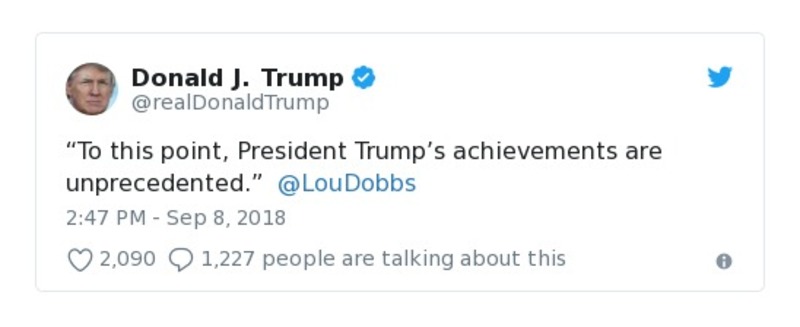 Donald J. Trump
@realDonaldTrump
“To this point, President Trump’s achievements are
unprecedented.” @LouDobbs
2:47 PM - Sep 8, 2018
2,090 1,227 people are talking about this